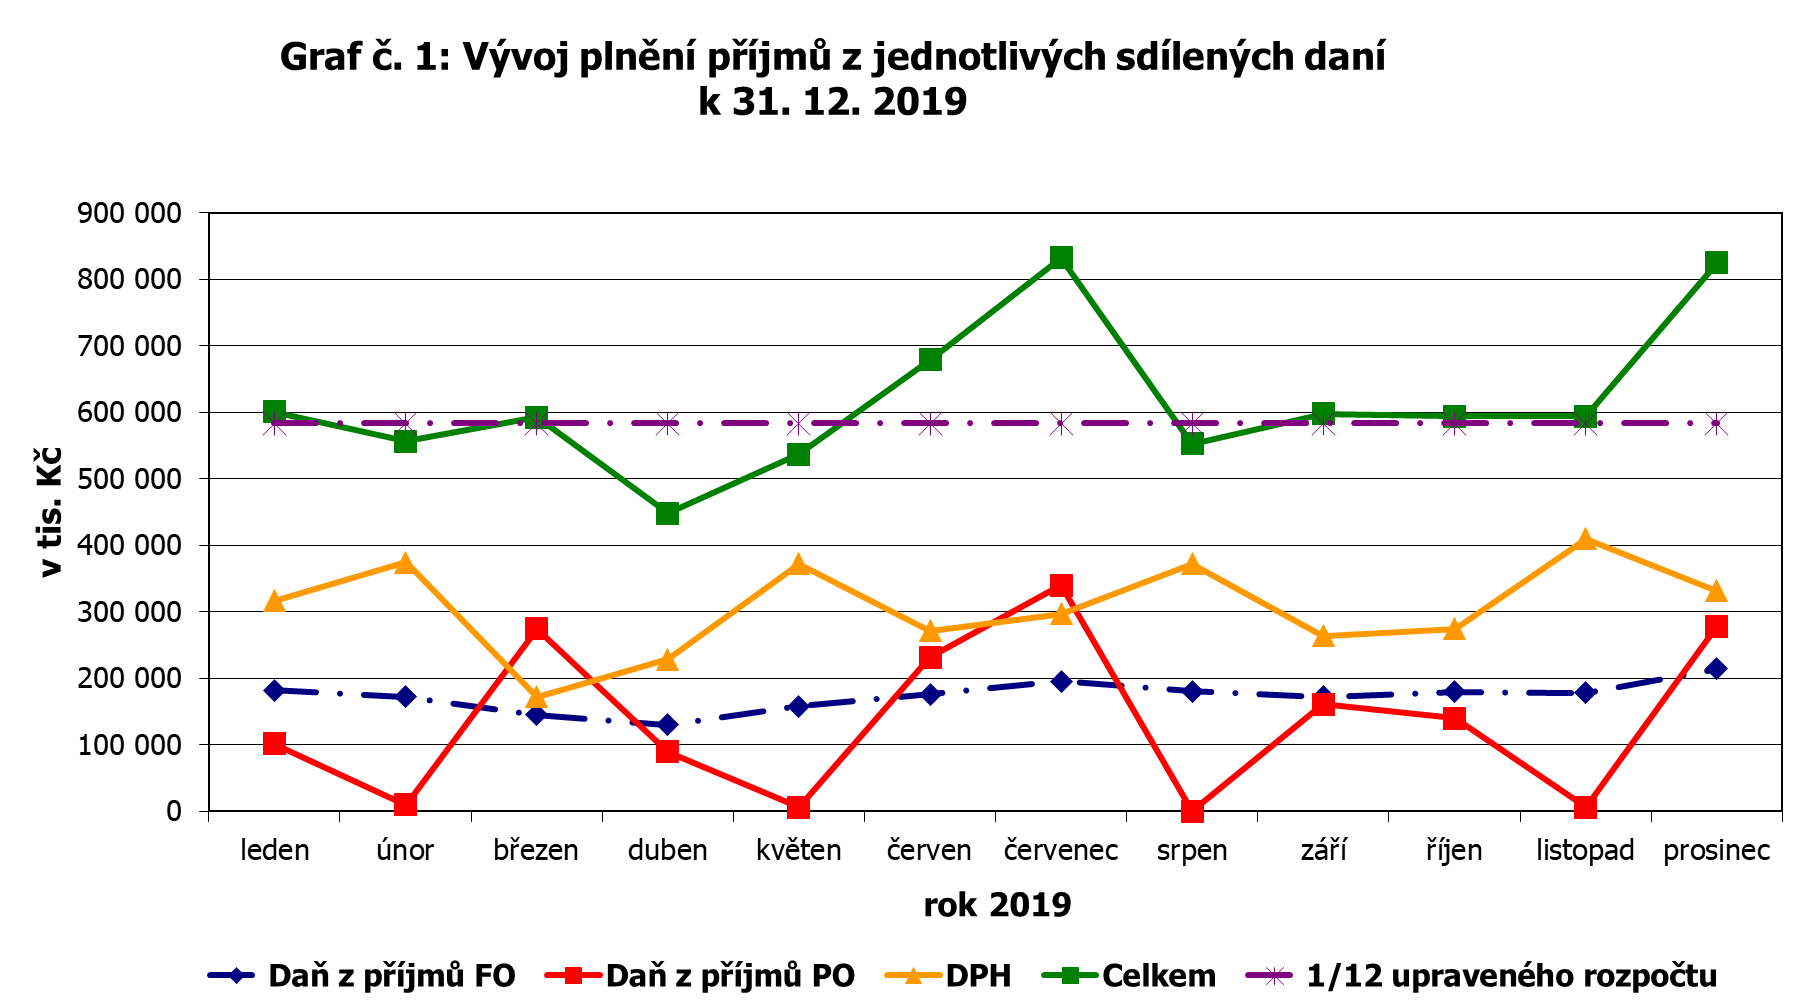 Graf č. 1: Vývoj plnění příjmů z jednotlivých sdílených daní
k 31. 12. 2019
900 000
800 000
700 000
600 000
500 000
400 000
300 000
200 000
100 000
0
v tis. Kč
leden únor březen duben květen červen červenec srpen září říjen listopad prosinec
rok 2019
Daň z příjmů FO Daň z příjmů PO DPH Celkem 1/12 upraveného rozpočtu